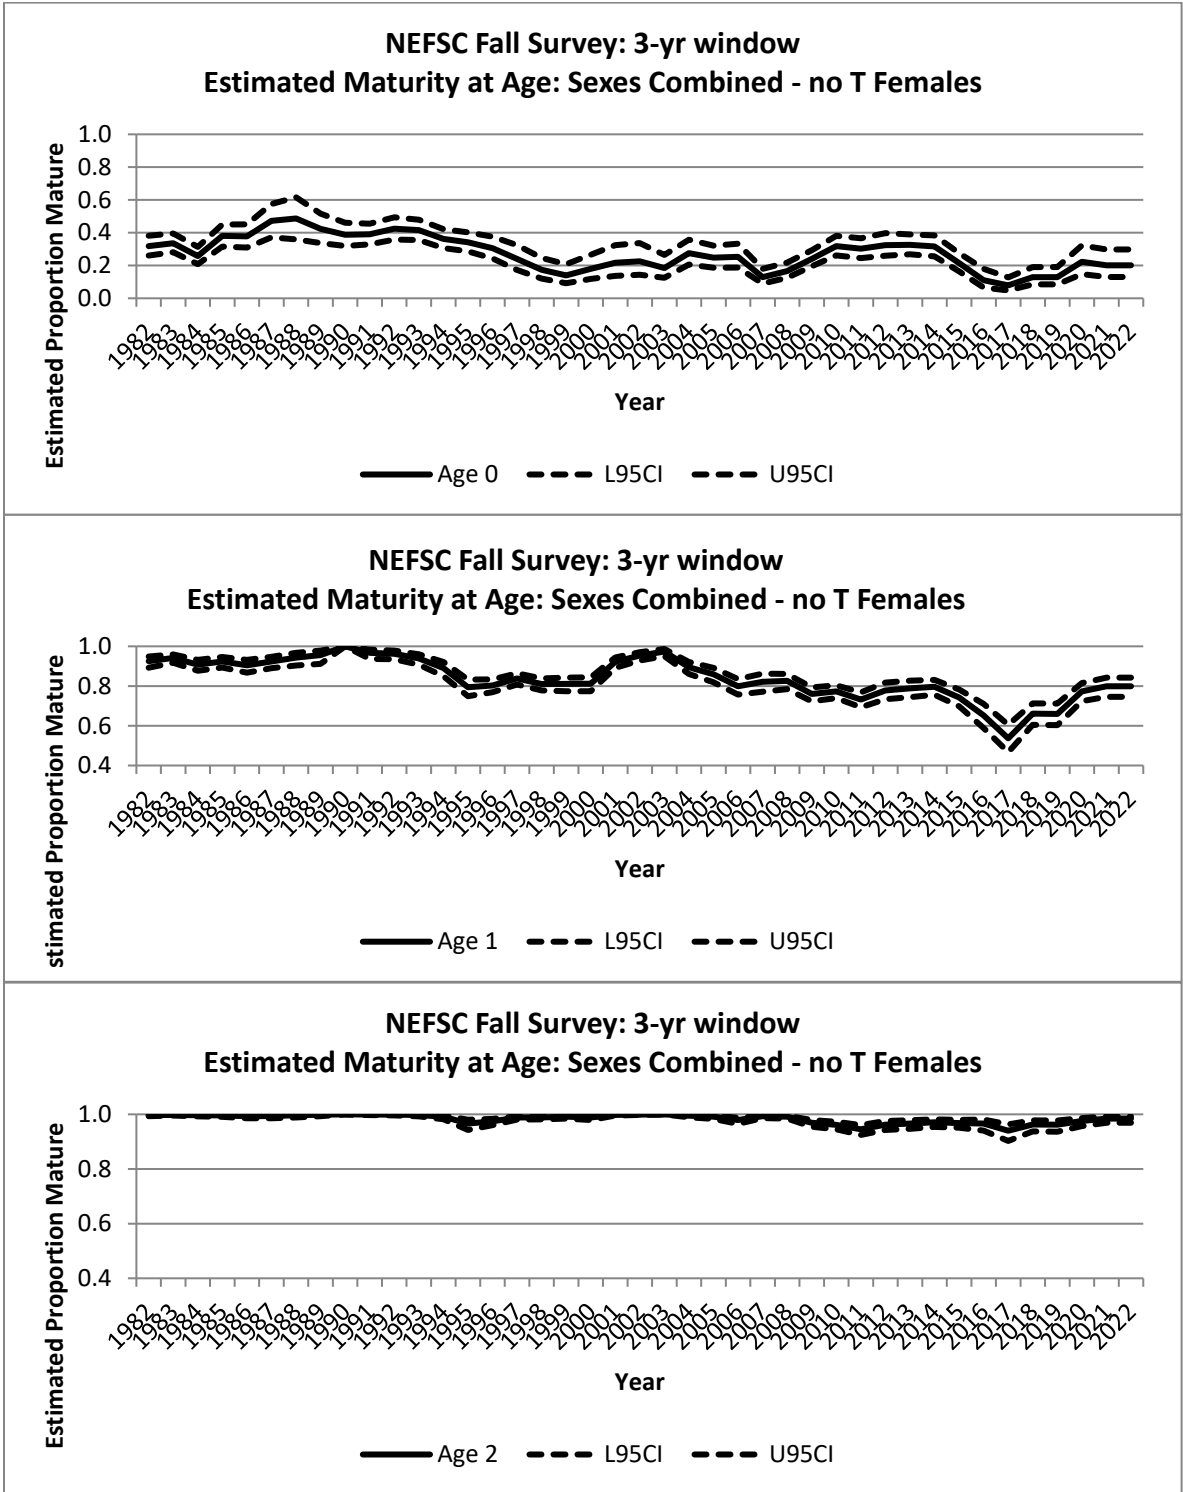 NEFSC Fall Survey: 3-yr window
Estimated Maturity at Age: Sexes Combined - no T Females
Estimated Proportion Mature
1.0
0.8
0.6
0.4
0.2
0.0
1982 1983 1984 1985 1986 1987 1988 1989 1990 1991 1992 1993 1994 1995 1996 1997 1998 1999 2000 2001 2002 2003 2004 2005 2006 2007 2008 2009 2010 2011 2012 2013 2014 2015 2016 2017 2018 2019 2020 2021 2022
Year
Age 0 L95CI U95CI
NEFSC Fall Survey: 3-yr window
Estimated Maturity at Age: Sexes Combined - no T Females
stimated Proportion Mature
1.0
0.8
0.6
0.4
1982 1983 1984 1985 1986 1987 1988 1989 1990 1991 1992 1993 1994 1995 1996 1997 1998 1999 2000 2001 2002 2003 2004 2005 2006 2007 2008 2009 2010 2011 2012 2013 2014 2015 2016 2017 2018 2019 2020 2021 2022
Year
Age 1 L95CI U95CI
NEFSC Fall Survey: 3-yr window
Estimated Maturity at Age: Sexes Combined - no T Females
Estimated Proportion Mature
1.0
0.8
0.6
0.4
1982 1983 1984 1985 1986 1987 1988 1989 1990 1991 1992 1993 1994 1995 1996 1997 1998 1999 2000 2001 2002 2003 2004 2005 2006 2007 2008 2009 2010 2011 2012 2013 2014 2015 2016 2017 2018 2019 2020 2021 2022
Year
Age 2 L95CI U95CI